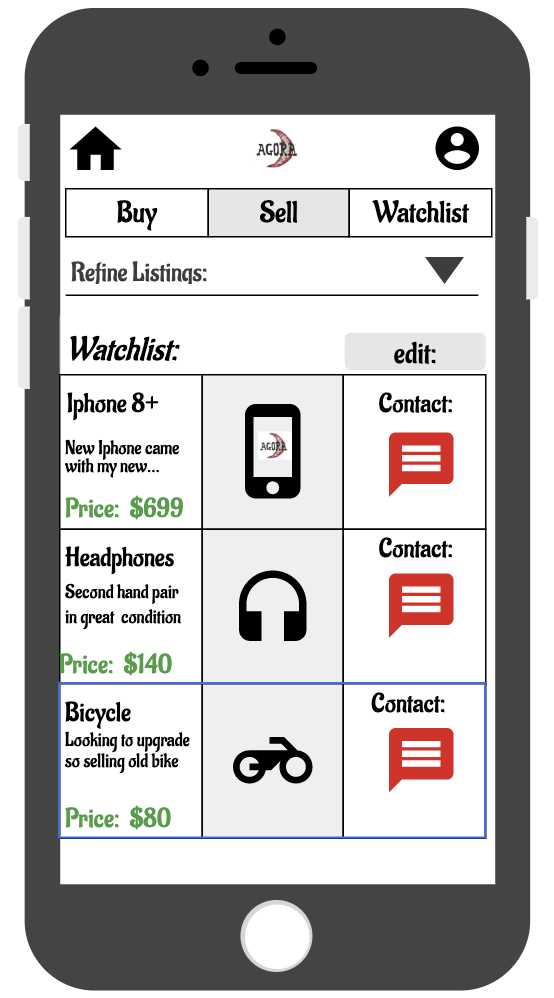 AGORA
Buy Sell Watchlist
Refine Listings:
Watchlist: edit:
Iphone 8+
New Iphone came
with my new...
Price: $699
AGORA
Contact:
Headphones
Second hand pair
in great condition
Price: $140
Contact:
Bicycle
Looking to upgrade
so selling old bike
Price: $80
Contact: